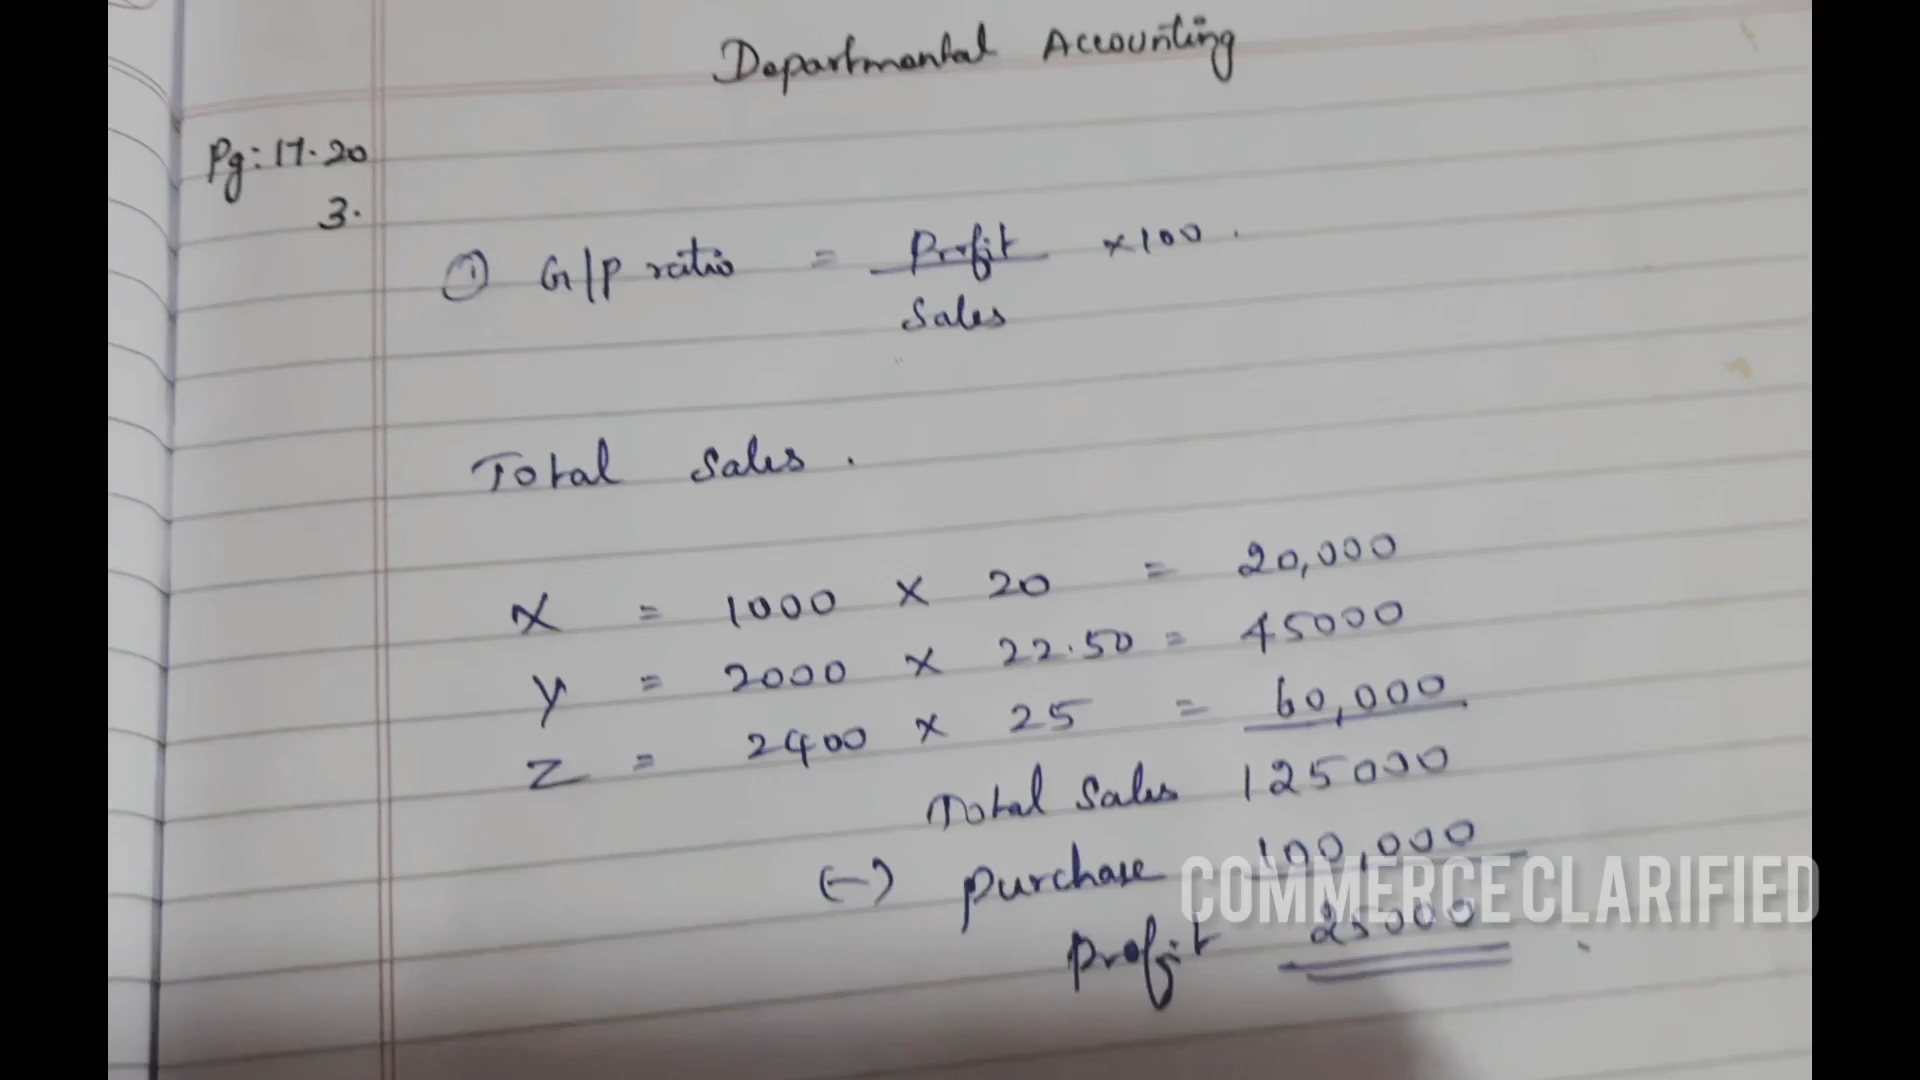 Departmental Accounting
Pg: 17.20
3.
① G/P ratio = Profit / Sales ×100.
Total Sales.
X = 1000 × 20 = 20,000
Y = 2000 × 22.50 = 45000
Z = 2400 × 25 = 60,000
Total Sales 125000
(-) Purchase 100,000
Profit 25000
COMMERCE CLARIFIED